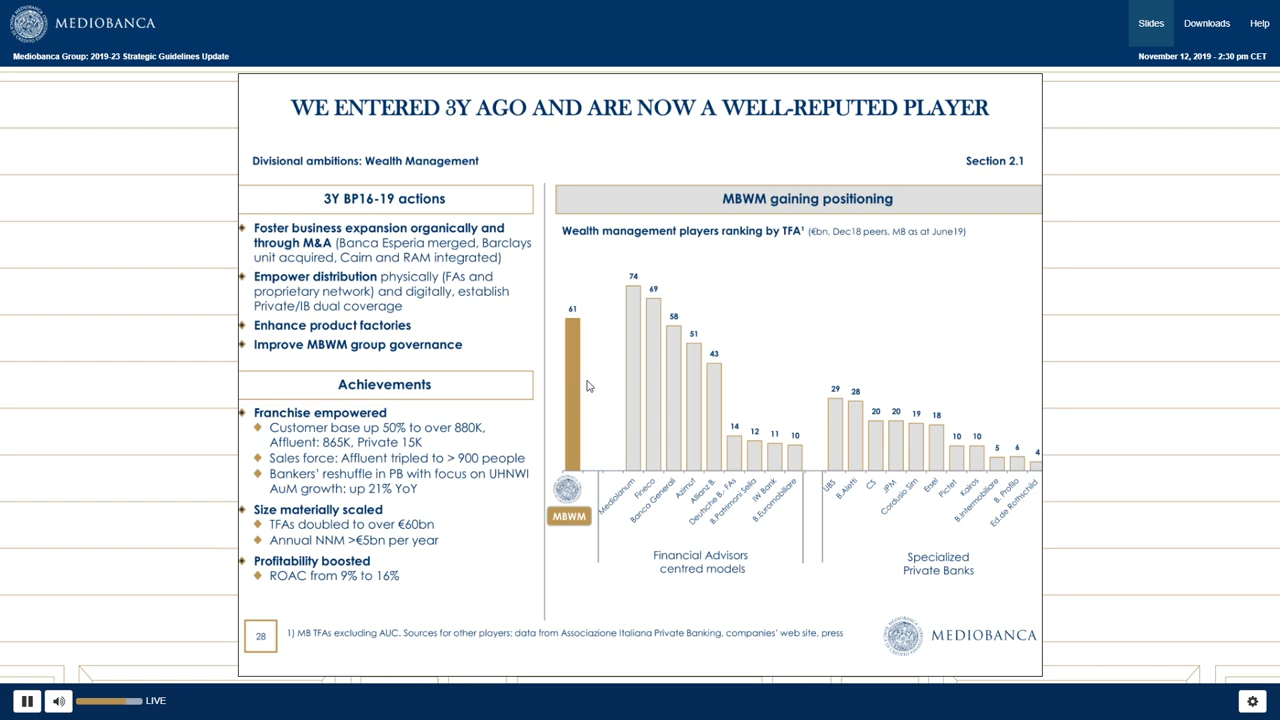 MEDIOBANCA
Slides
Downloads
Help
Mediobanca Group: 2019-23 Strategic Guidelines Update
November 12, 2019 - 2:30 pm CET
WE ENTERED 3Y AGO AND ARE NOW A WELL-REPUTED PLAYER
Divisional ambitions: Wealth Management
Section 2.1
3Y BP16-19 actions
Foster business expansion organically and
through M&A (Banca Esperia merged, Barclays
unit acquired, Cairn and RAM integrated)
Empower distribution physically (FAs and
proprietary network) and digitally, establish
Private/IB dual coverage
Enhance product factories
Improve MBWM group governance
Achievements
Franchise empowered
Customer base up 50% to over 880K,
Affluent: 865K, Private 15K
Sales force: Affluent tripled to > 900 people
Bankers' reshuffle in PB with focus on UHNWI
AuM growth: up 21% YoY
Size materially scaled
TFAs doubled to over €60bn
Annual NNM >€5bn per year
Profitability boosted
ROAC from 9% to 16%
MBWM gaining positioning
Wealth management players ranking by TFA¹ (€bn, Dec18 peers, MB as at June19)
61
74
69
58
51
43
14
12
11
10
29
28
20
20
19
18
10
10
5
6
4
MBWM
Mediolanum
Fineco
Banca Generali
Azimut
Allianz B.
Deutsche B.- FAs
B.Patrimoni Sella
IW Bank
B.Euromobiliare
UBS
B.Aletti
CS
JPM
Cordusio Sim
Pictet
Kairos
B.Intermobiliare
B. Profilo
Ed.de Rothschild
Financial Advisors
centred models
Specialized
Private Banks
28
1) MB TFAs excluding AUC. Sources for other players: data from Associazione Italiana Private Banking, companies' web site, press
MEDIOBANCA
LIVE